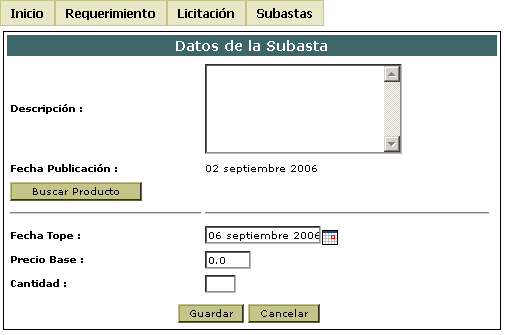 Inicio Requerimiento Licitación Subastas
Datos de la Subasta
Descripción :
Fecha Publicación : 02 septiembre 2006
Buscar Producto
Fecha Tope : 06 septiembre 2006
Precio Base : 0.0
Cantidad :
Guardar Cancelar